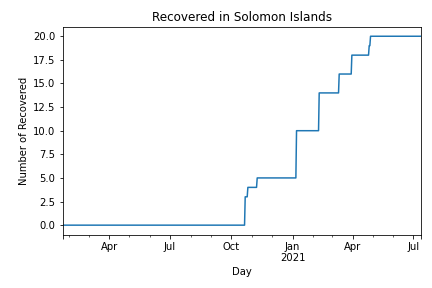 Recovered in Solomon Islands
20.0
17.5
15.0
12.5
10.0
7.5
5.0
2.5
0.0
Number of Recovered
Apr Jul Oct Jan Apr Jul
2021
Day